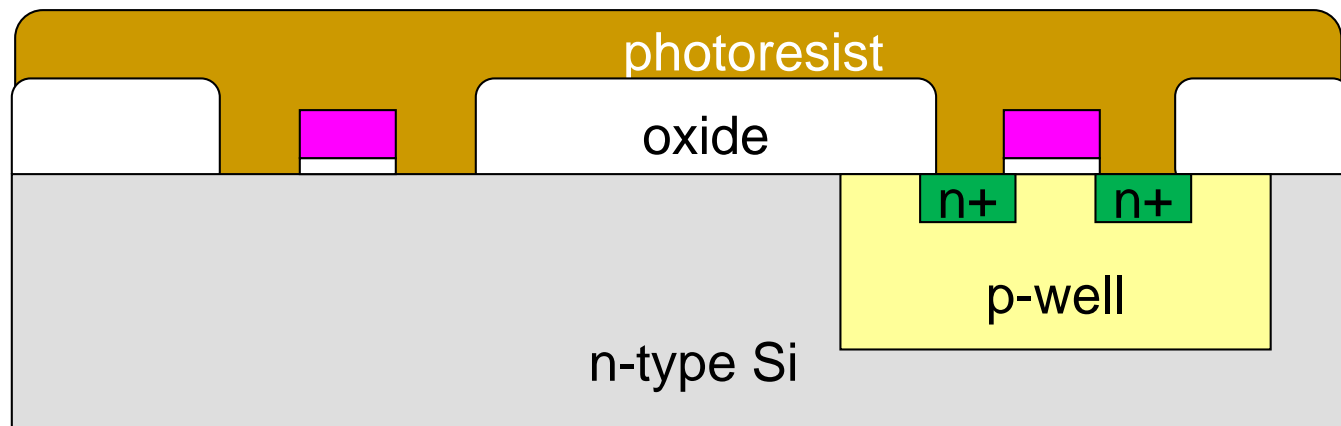 photoresist
oxide
n+ n+
p-well
n-type Si